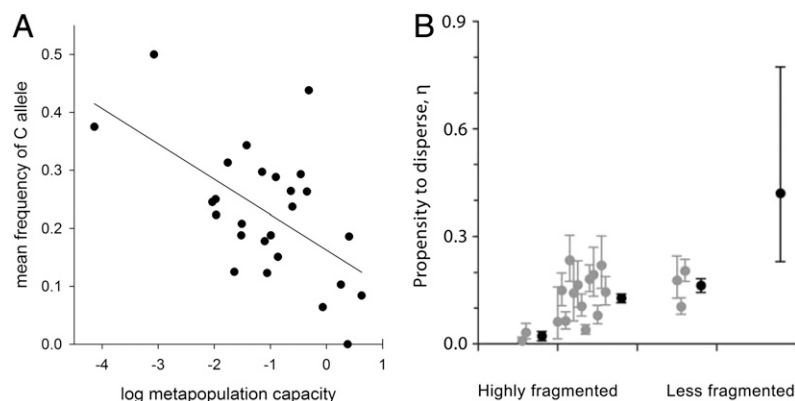 A
mean frequency of C allele
0.5
0.4
0.3
0.2
0.1
0.0
-4
-3
-2
-1
0
1
log metapopulation capacity
B
Propensity to disperse, η
0.9
0.6
0.3
0.0
Highly fragmented
Less fragmented